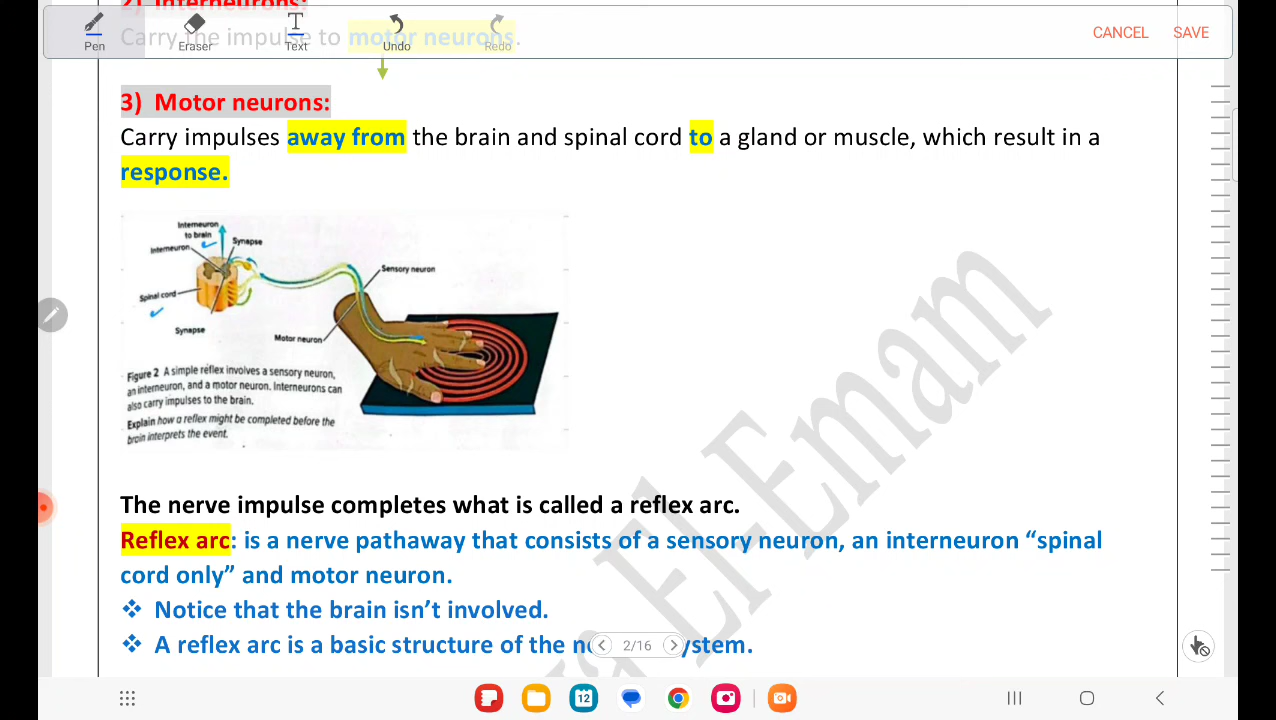 2) Interneurons:
Carry the impulse to motor neurons.
Pen
Eraser
Text
Undo
Redo
CANCEL
SAVE
3) Motor neurons:
Carry impulses away from the brain and spinal cord to a gland or muscle, which result in a
response.
Interneuron
to brain
Interneuron
Synapse
Sensory neuron
Spinal cord
Synapse
Motor neuron
Figure 2 A simple reflex involves a sensory neuron,
an interneuron, and a motor neuron. Interneurons can
also carry impulses to the brain.
Explain how a reflex might be completed before the
brain interprets the event.
The nerve impulse completes what is called a reflex arc.
Reflex arc: is a nerve pathaway that consists of a sensory neuron, an interneuron “spinal
cord only” and motor neuron.
❖ Notice that the brain isn’t involved.
❖ A reflex arc is a basic structure of the ystem.
2/16
El-Emam
12